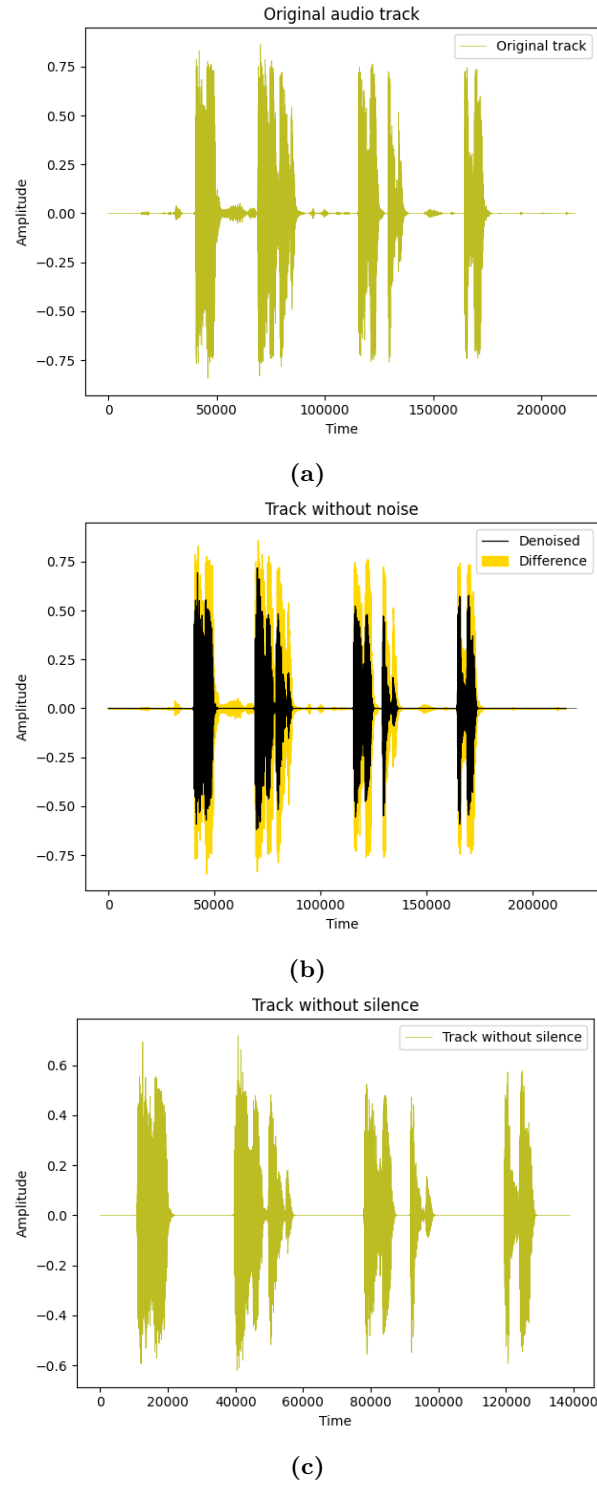 Original audio track
Original track
0.75
0.50
0.25
0.00
−0.25
−0.50
−0.75
Amplitude
0 50000 100000 150000 200000
Time
(a)
Track without noise
Denoised
Difference
0.75
0.50
0.25
0.00
−0.25
−0.50
−0.75
Amplitude
0 50000 100000 150000 200000
Time
(b)
Track without silence
Track without silence
0.6
0.4
0.2
0.0
−0.2
−0.4
−0.6
Amplitude
0 20000 40000 60000 80000 100000 120000 140000
Time
(c)